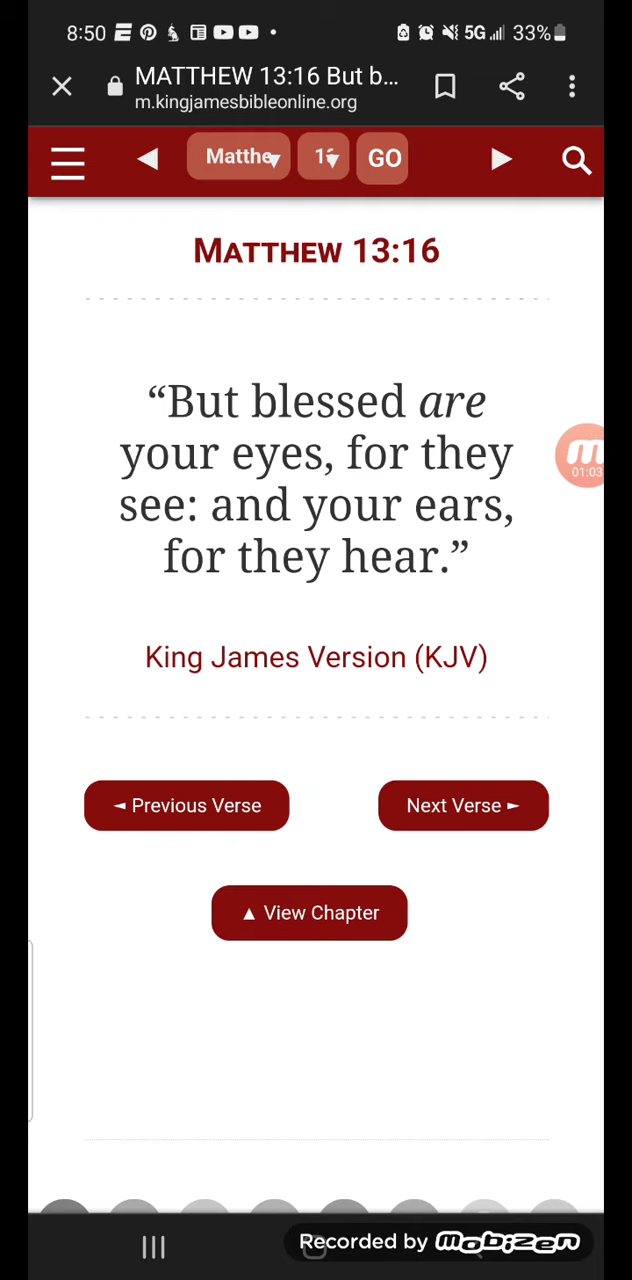 8:50 5G 33%
MATTHEW 13:16 But b...
m.kingjamesbibleonline.org
Matthe GO
MATTHEW 13:16
“But blessed are
your eyes, for they
see: and your ears,
for they hear.”
01:03
King James Version (KJV)
◄ Previous Verse Next Verse ►
▲ View Chapter
Recorded by mobizen